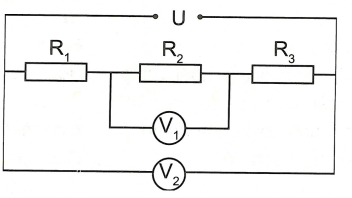 U
R₁ R₂ R₃
V₁
V₂